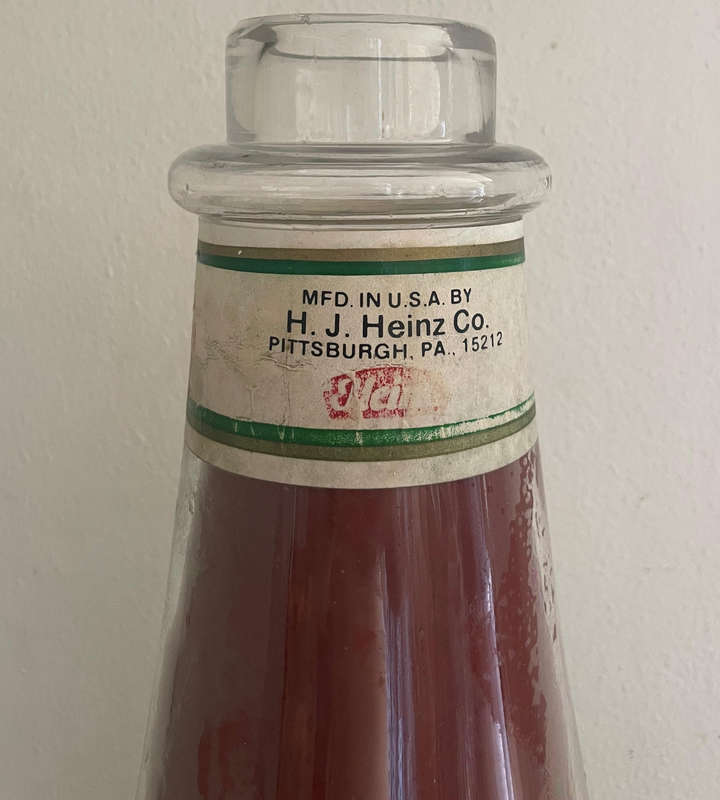 MFD. IN U.S.A. BY
H. J. Heinz Co.
PITTSBURGH, PA., 15212